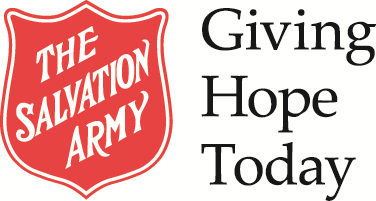 THE
SALVATION
ARMY
Giving
Hope
Today